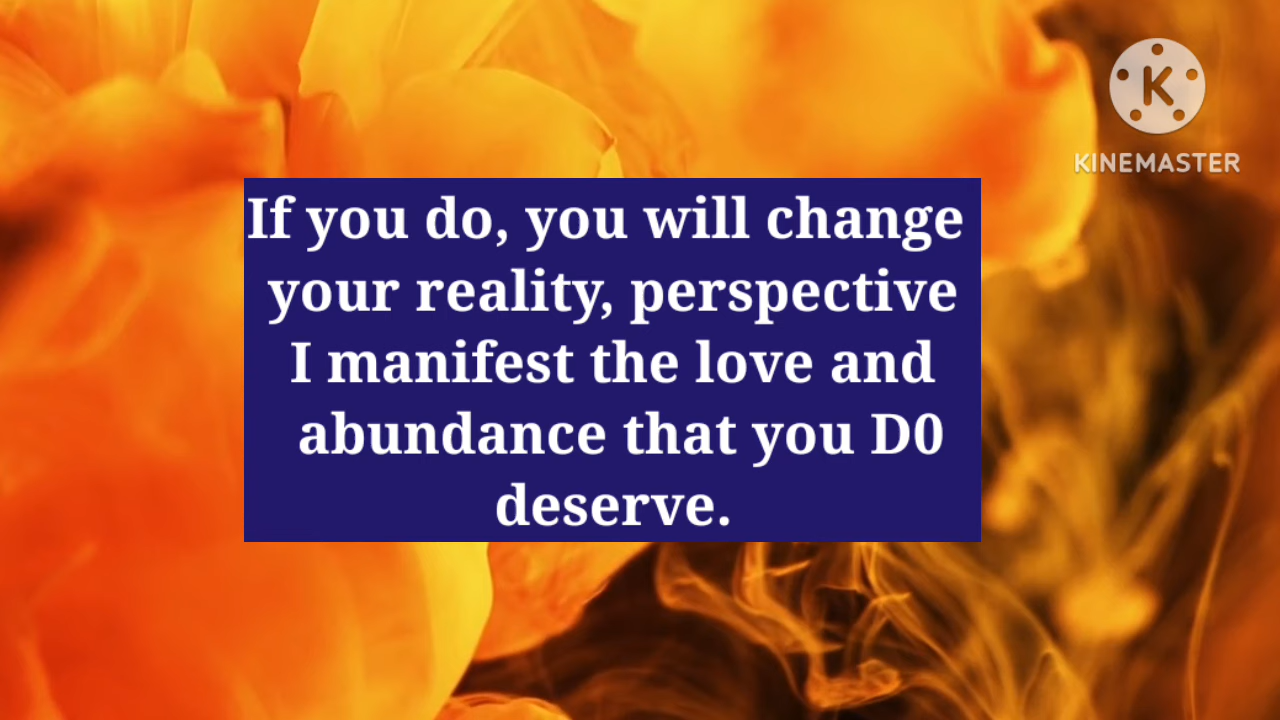 K
KINEMASTER
If you do, you will change
your reality, perspective
I manifest the love and
abundance that you D0
deserve.